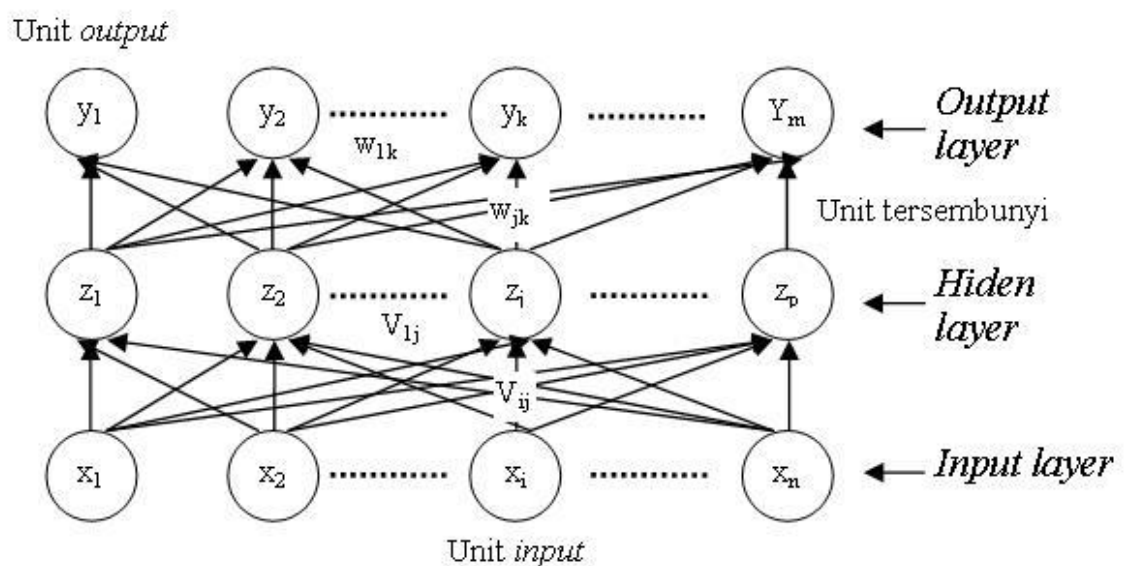 Unit output
y1 y2 yk Ym
Output layer
w1k
wjk
Unit tersembunyi
z1 z2 zj zp
Hiden layer
V1j
Vij
x1 x2 xi xn
Input layer
Unit input